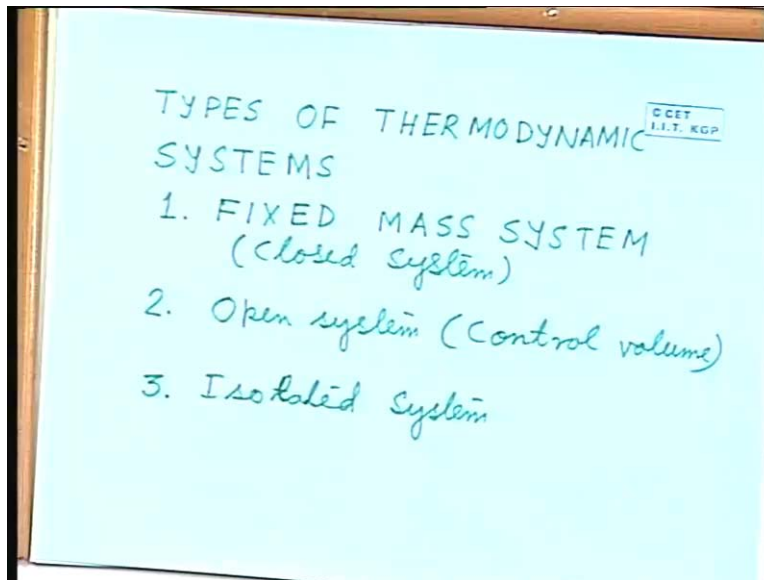 TYPES OF THERMODYNAMIC
C CET
I.I.T. KGP
SYSTEMS
1. FIXED MASS SYSTEM
(Closed system)
2. Open system (Control volume)
3. Isolated System